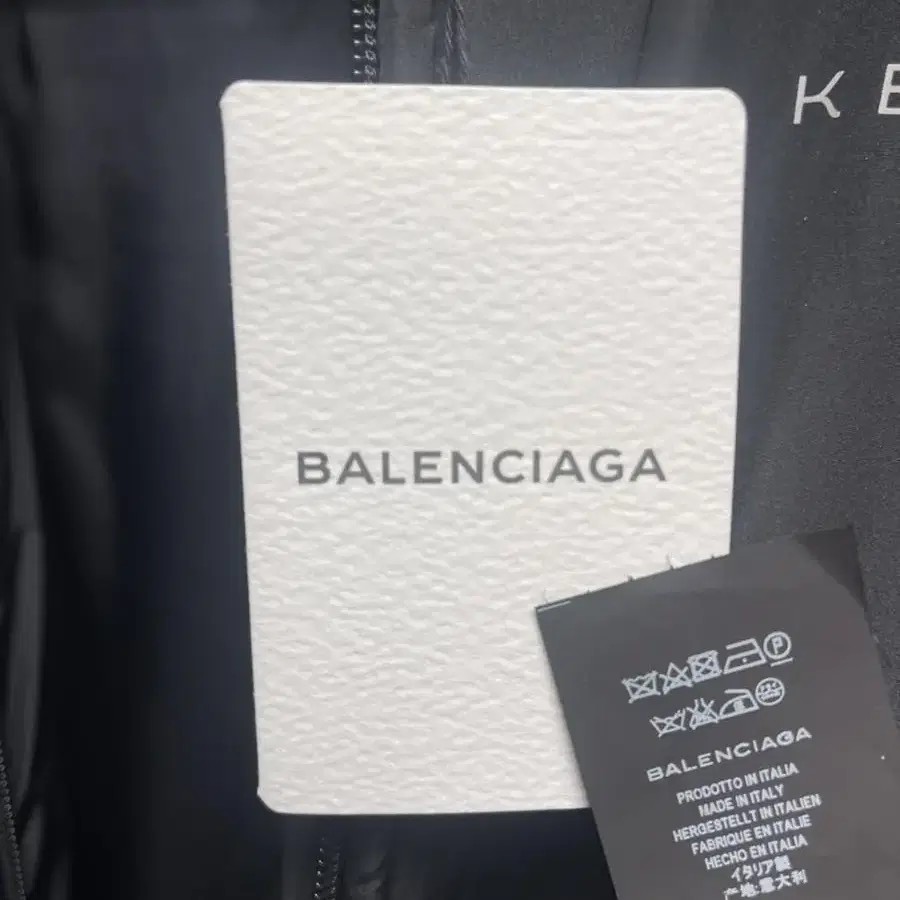 KE
BALENCIAGA
BALENCIAGA
PRODOTTO IN ITALIA
MADE IN ITALY
HERGESTELLT IN ITALIEN
FABRIQUE EN ITALIE
HECHO EN ITALIA
イタリア製
产地:意大利